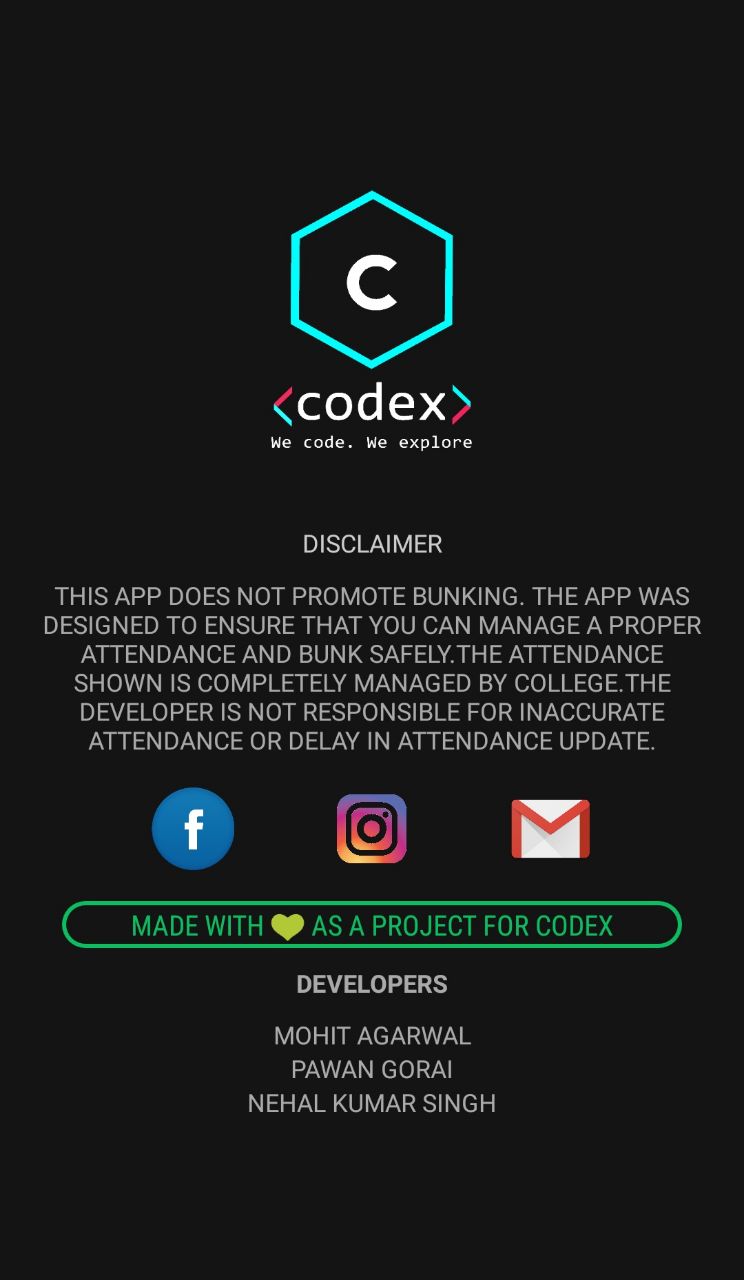 C
<codex>
We code. We explore
DISCLAIMER
THIS APP DOES NOT PROMOTE BUNKING. THE APP WAS
DESIGNED TO ENSURE THAT YOU CAN MANAGE A PROPER
ATTENDANCE AND BUNK SAFELY.THE ATTENDANCE
SHOWN IS COMPLETELY MANAGED BY COLLEGE.THE
DEVELOPER IS NOT RESPONSIBLE FOR INACCURATE
ATTENDANCE OR DELAY IN ATTENDANCE UPDATE.
f
MADE WITH 💚 AS A PROJECT FOR CODEX
DEVELOPERS
MOHIT AGARWAL
PAWAN GORAI
NEHAL KUMAR SINGH